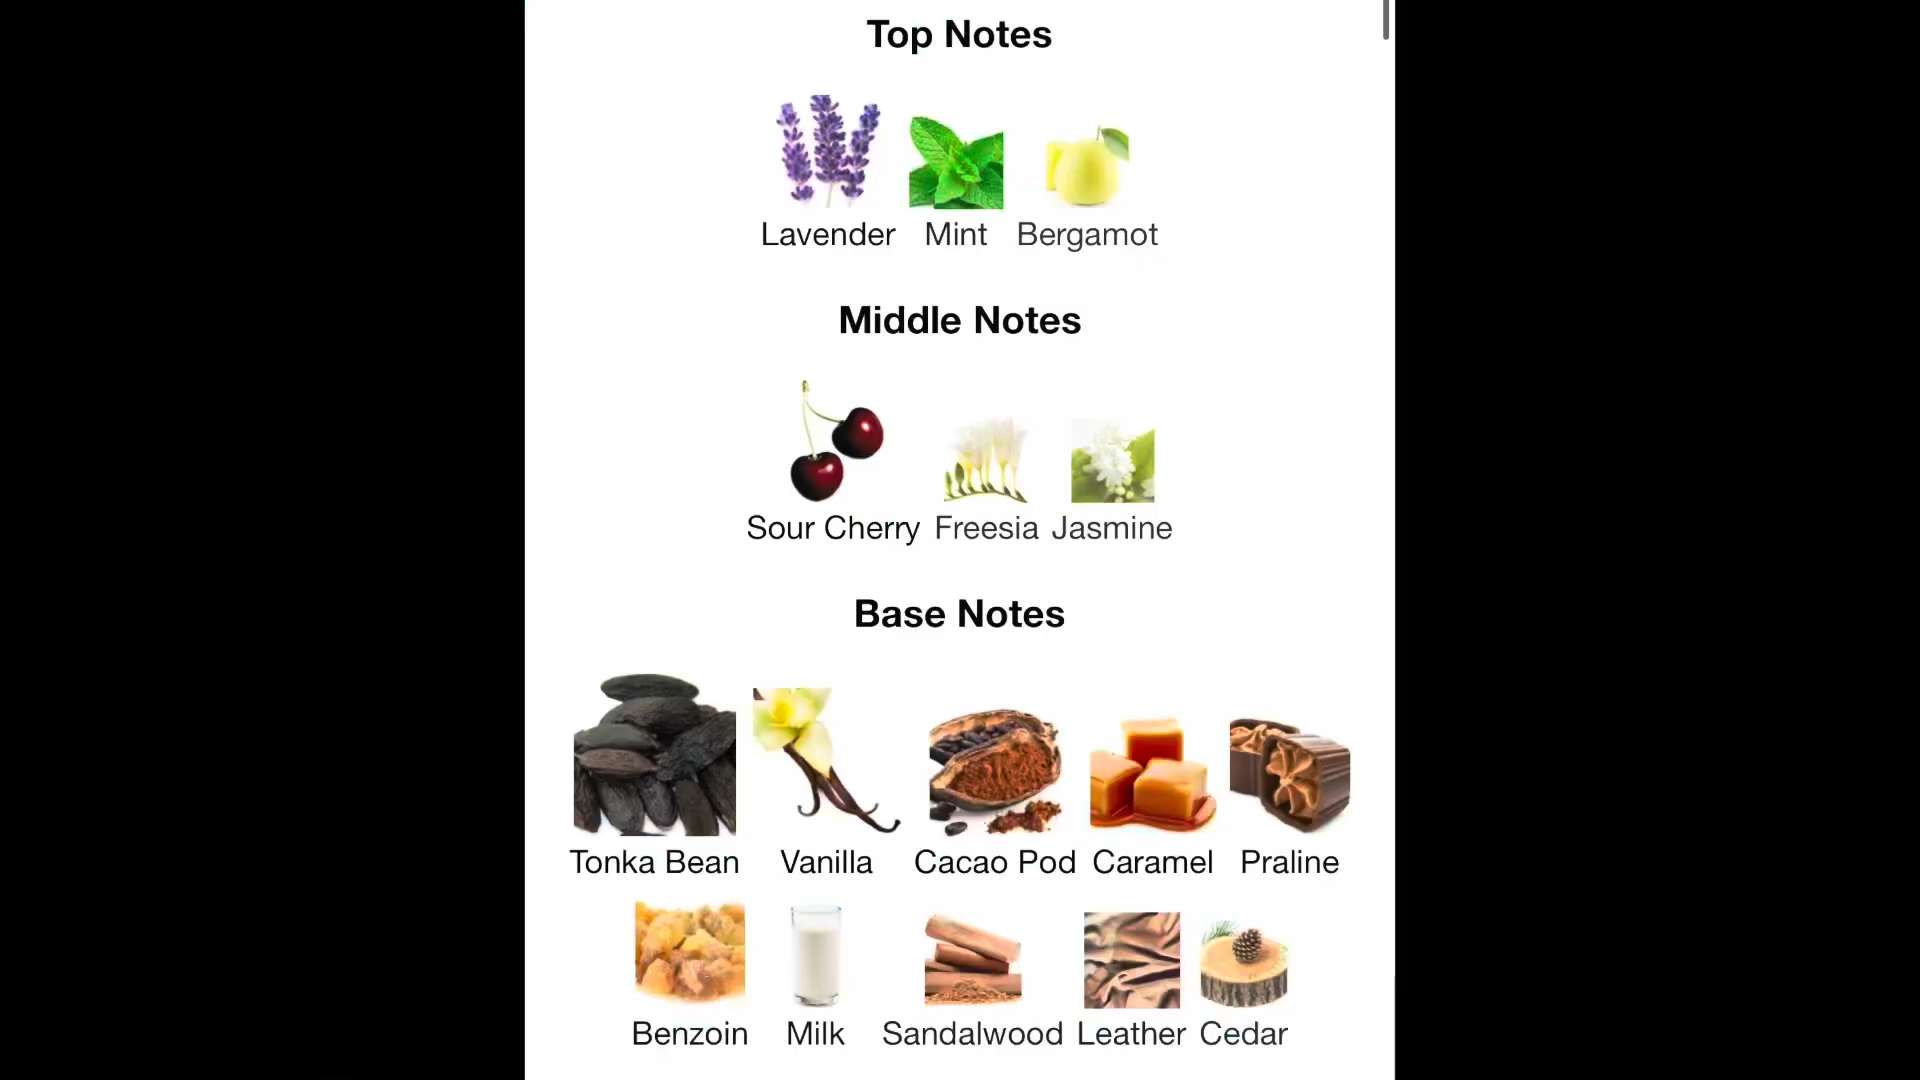 Top Notes
Lavender Mint Bergamot
Middle Notes
Sour Cherry Freesia Jasmine
Base Notes
Tonka Bean Vanilla Cacao Pod Caramel Praline
Benzoin Milk Sandalwood Leather Cedar